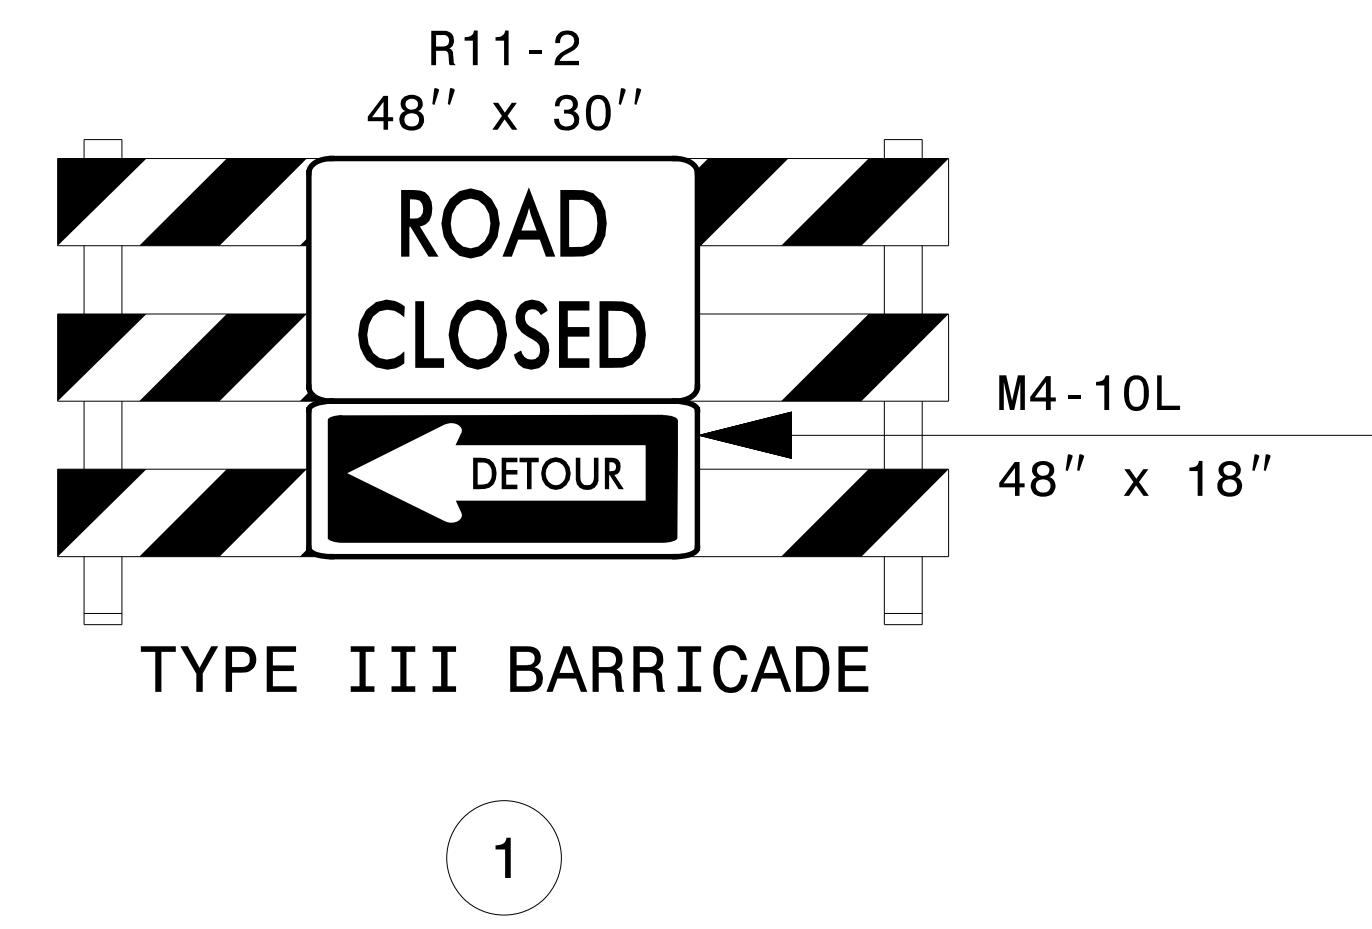 R11-2
48″ x 30″
ROAD
CLOSED
M4-10L
DETOUR
48″ x 18″
TYPE III BARRICADE
1